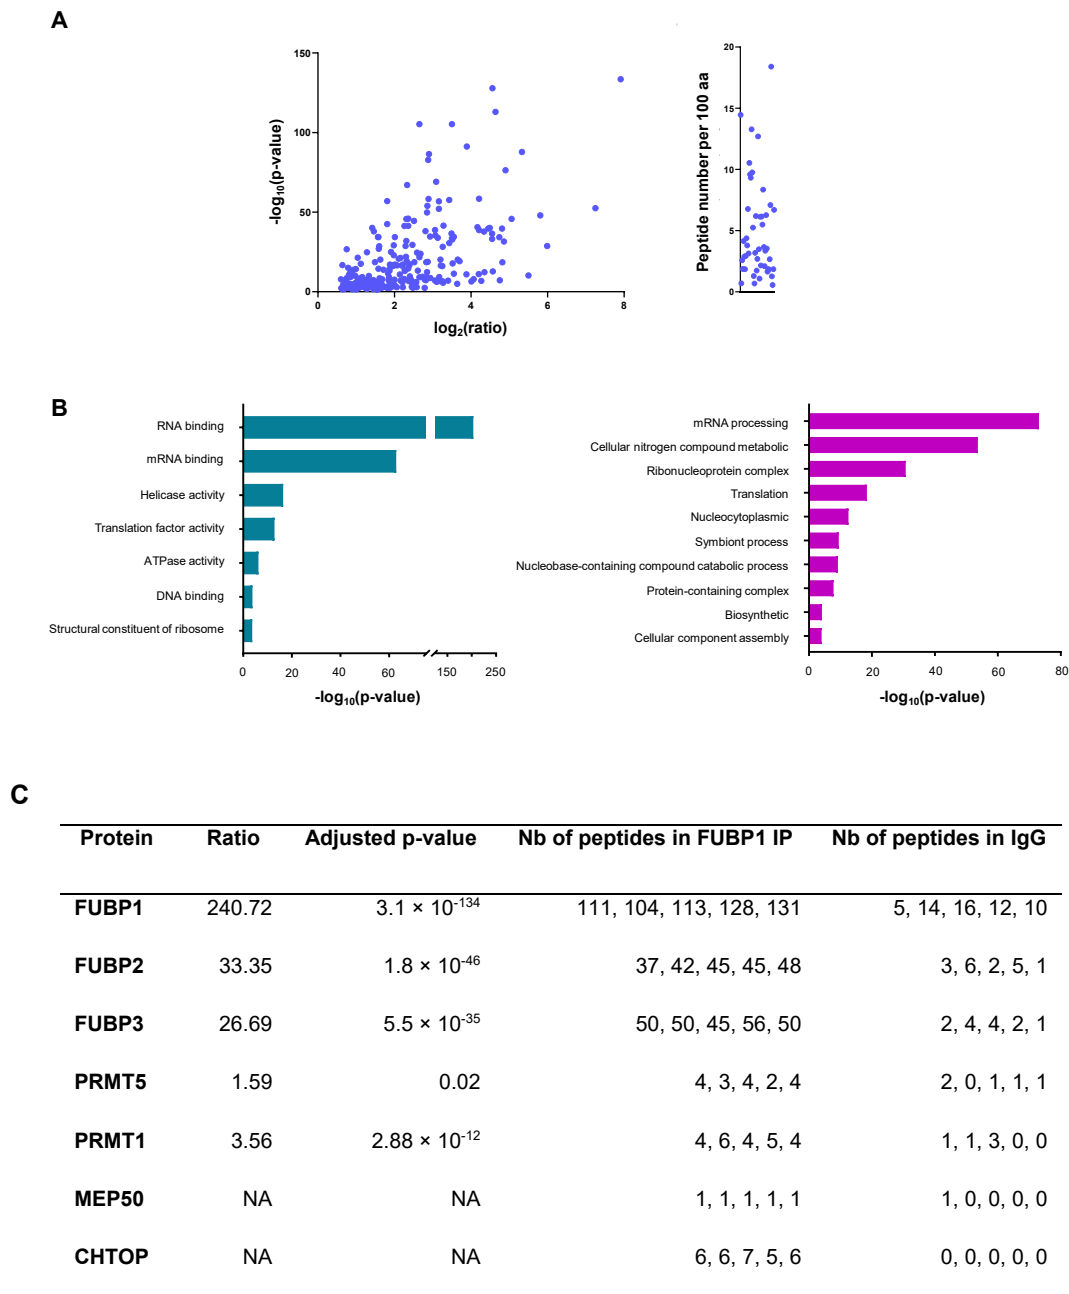 A
150
100
50
0
-log10(p-value)
0 2 4 6 8
log2(ratio)
20
15
10
5
0
Peptide number per 100 aa
B
RNA binding
mRNA binding
Helicase activity
Translation factor activity
ATPase activity
DNA binding
Structural constituent of ribosome
0 20 40 60 150 250
-log10(p-value)
mRNA processing
Cellular nitrogen compound metabolic
Ribonucleoprotein complex
Translation
Nucleocytoplasmic
Symbiont process
Nucleobase-containing compound catabolic process
Protein-containing complex
Biosynthetic
Cellular component assembly
0 20 40 60 80
-log10(p-value)
C
Protein Ratio Adjusted p-value Nb of peptides in FUBP1 IP Nb of peptides in IgG
FUBP1 240.72 3.1 × 10-134 111, 104, 113, 128, 131 5, 14, 16, 12, 10
FUBP2 33.35 1.8 × 10-46 37, 42, 45, 45, 48 3, 6, 2, 5, 1
FUBP3 26.69 5.5 × 10-35 50, 50, 45, 56, 50 2, 4, 4, 2, 1
PRMT5 1.59 0.02 4, 3, 4, 2, 4 2, 0, 1, 1, 1
PRMT1 3.56 2.88 × 10-12 4, 6, 4, 5, 4 1, 1, 3, 0, 0
MEP50 NA NA 1, 1, 1, 1, 1 1, 0, 0, 0, 0
CHTOP NA NA 6, 6, 7, 5, 6 0, 0, 0, 0, 0